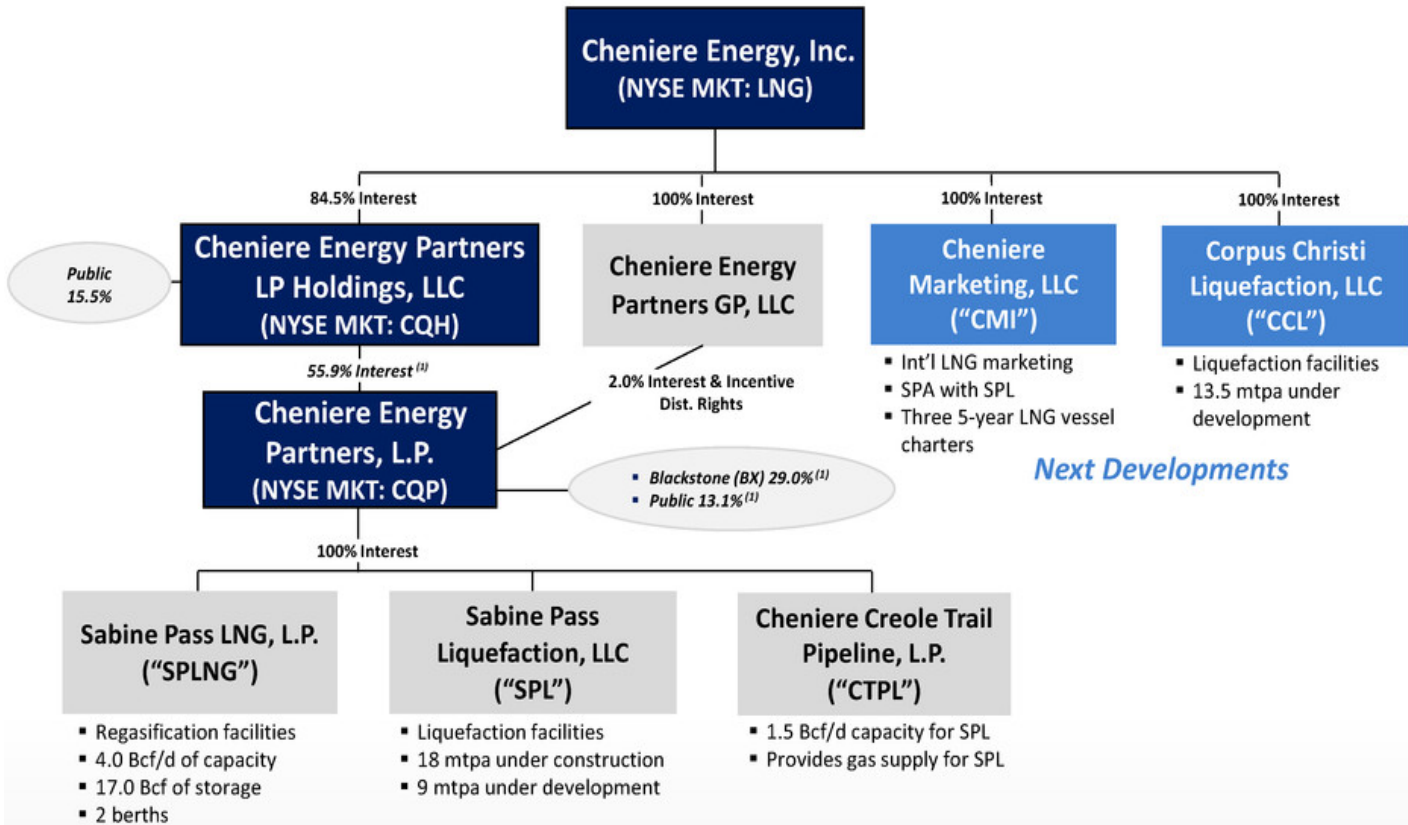 Cheniere Energy, Inc.
(NYSE MKT: LNG)
84.5% Interest
100% Interest
100% Interest
100% Interest
Public
15.5%
Cheniere Energy Partners
LP Holdings, LLC
(NYSE MKT: CQH)
Cheniere Energy
Partners GP, LLC
Cheniere
Marketing, LLC
(“CMI”)
Corpus Christi
Liquefaction, LLC
(“CCL”)
▪ Int’l LNG marketing
▪ SPA with SPL
▪ Three 5-year LNG vessel
charters
▪ Liquefaction facilities
▪ 13.5 mtpa under
development
Next Developments
55.9% Interest (1)
2.0% Interest & Incentive
Dist. Rights
Cheniere Energy
Partners, L.P.
(NYSE MKT: CQP)
▪ Blackstone (BX) 29.0% (1)
▪ Public 13.1% (1)
100% Interest
Sabine Pass LNG, L.P.
(“SPLNG”)
▪ Regasification facilities
▪ 4.0 Bcf/d of capacity
▪ 17.0 Bcf of storage
▪ 2 berths
Sabine Pass
Liquefaction, LLC
(“SPL”)
▪ Liquefaction facilities
▪ 18 mtpa under construction
▪ 9 mtpa under development
Cheniere Creole Trail
Pipeline, L.P.
(“CTPL”)
▪ 1.5 Bcf/d capacity for SPL
▪ Provides gas supply for SPL